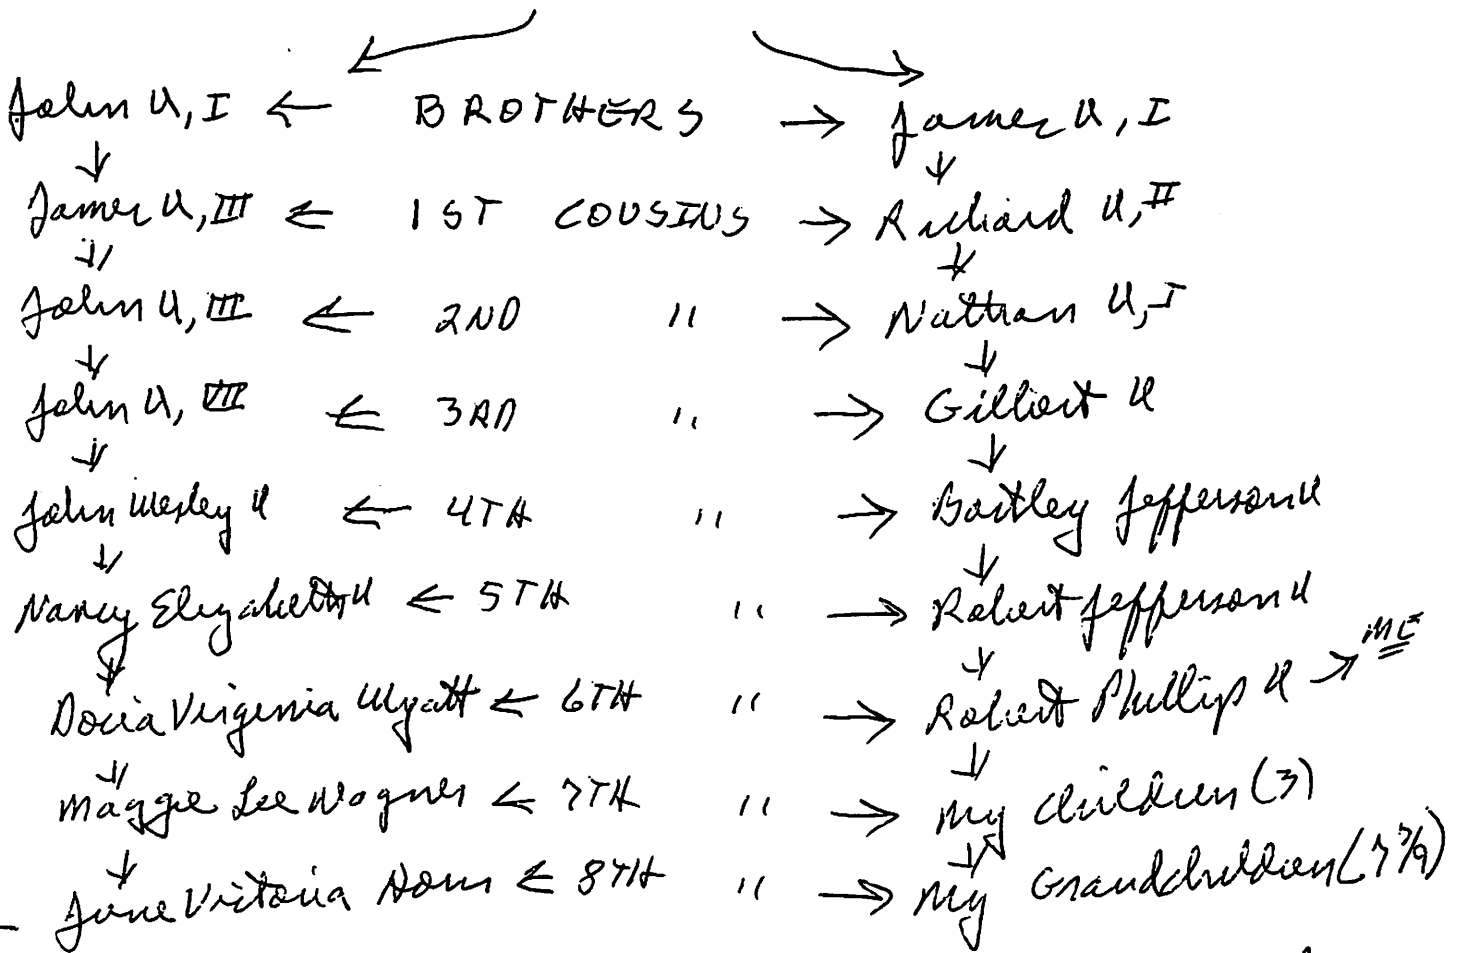 John U, I ← BROTHERS → James U, I
James U, III ← 1ST COUSINS → Richard U, II
John U, III ← 2ND " → Nathan U, I
John U, VII ← 3RD " → Gilbert U
John Wesley U ← 4TH " → Bartley Jefferson U
Nancy Elizabeth U ← 5TH " → Robert Jefferson U
Docia Virginia Wyatt ← 6TH " → Robert Phillip U → ME
Maggie Lee Wagner ← 7TH " → My children (3)
June Victoria ← 8TH " → My Grandchildren